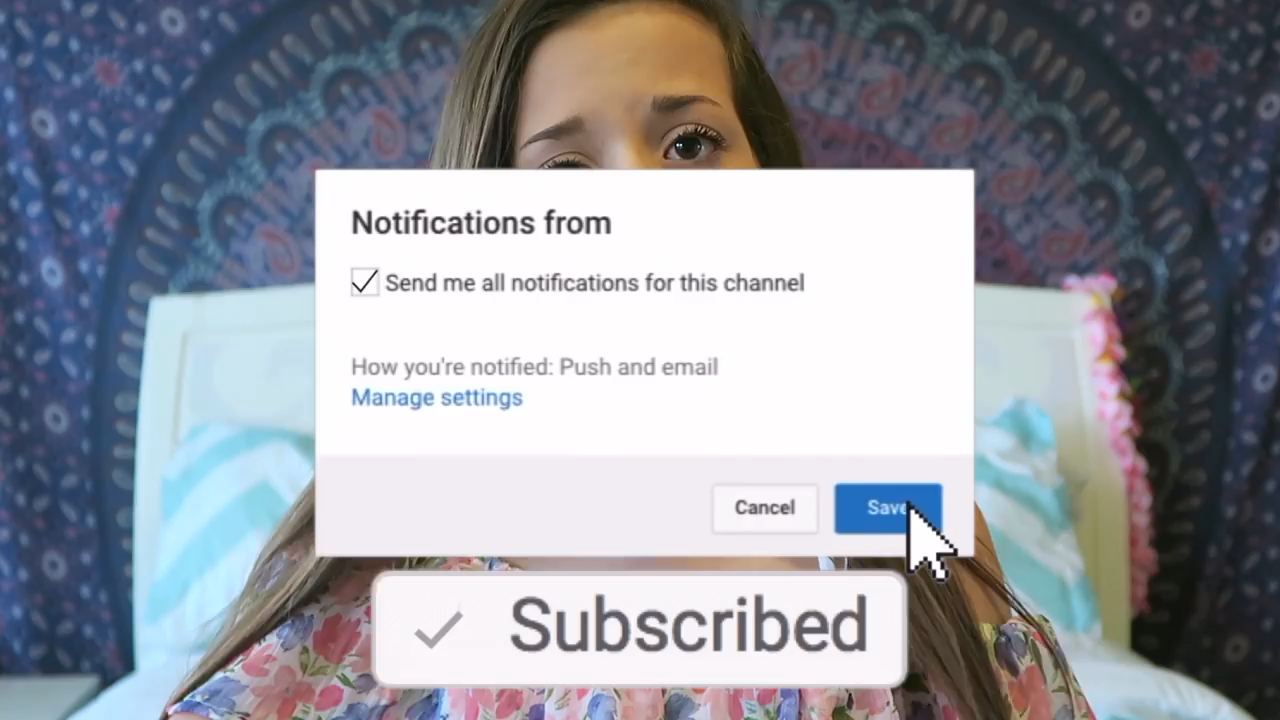 Notifications from
Send me all notifications for this channel
How you're notified: Push and email
Manage settings
Cancel
Save
Subscribed